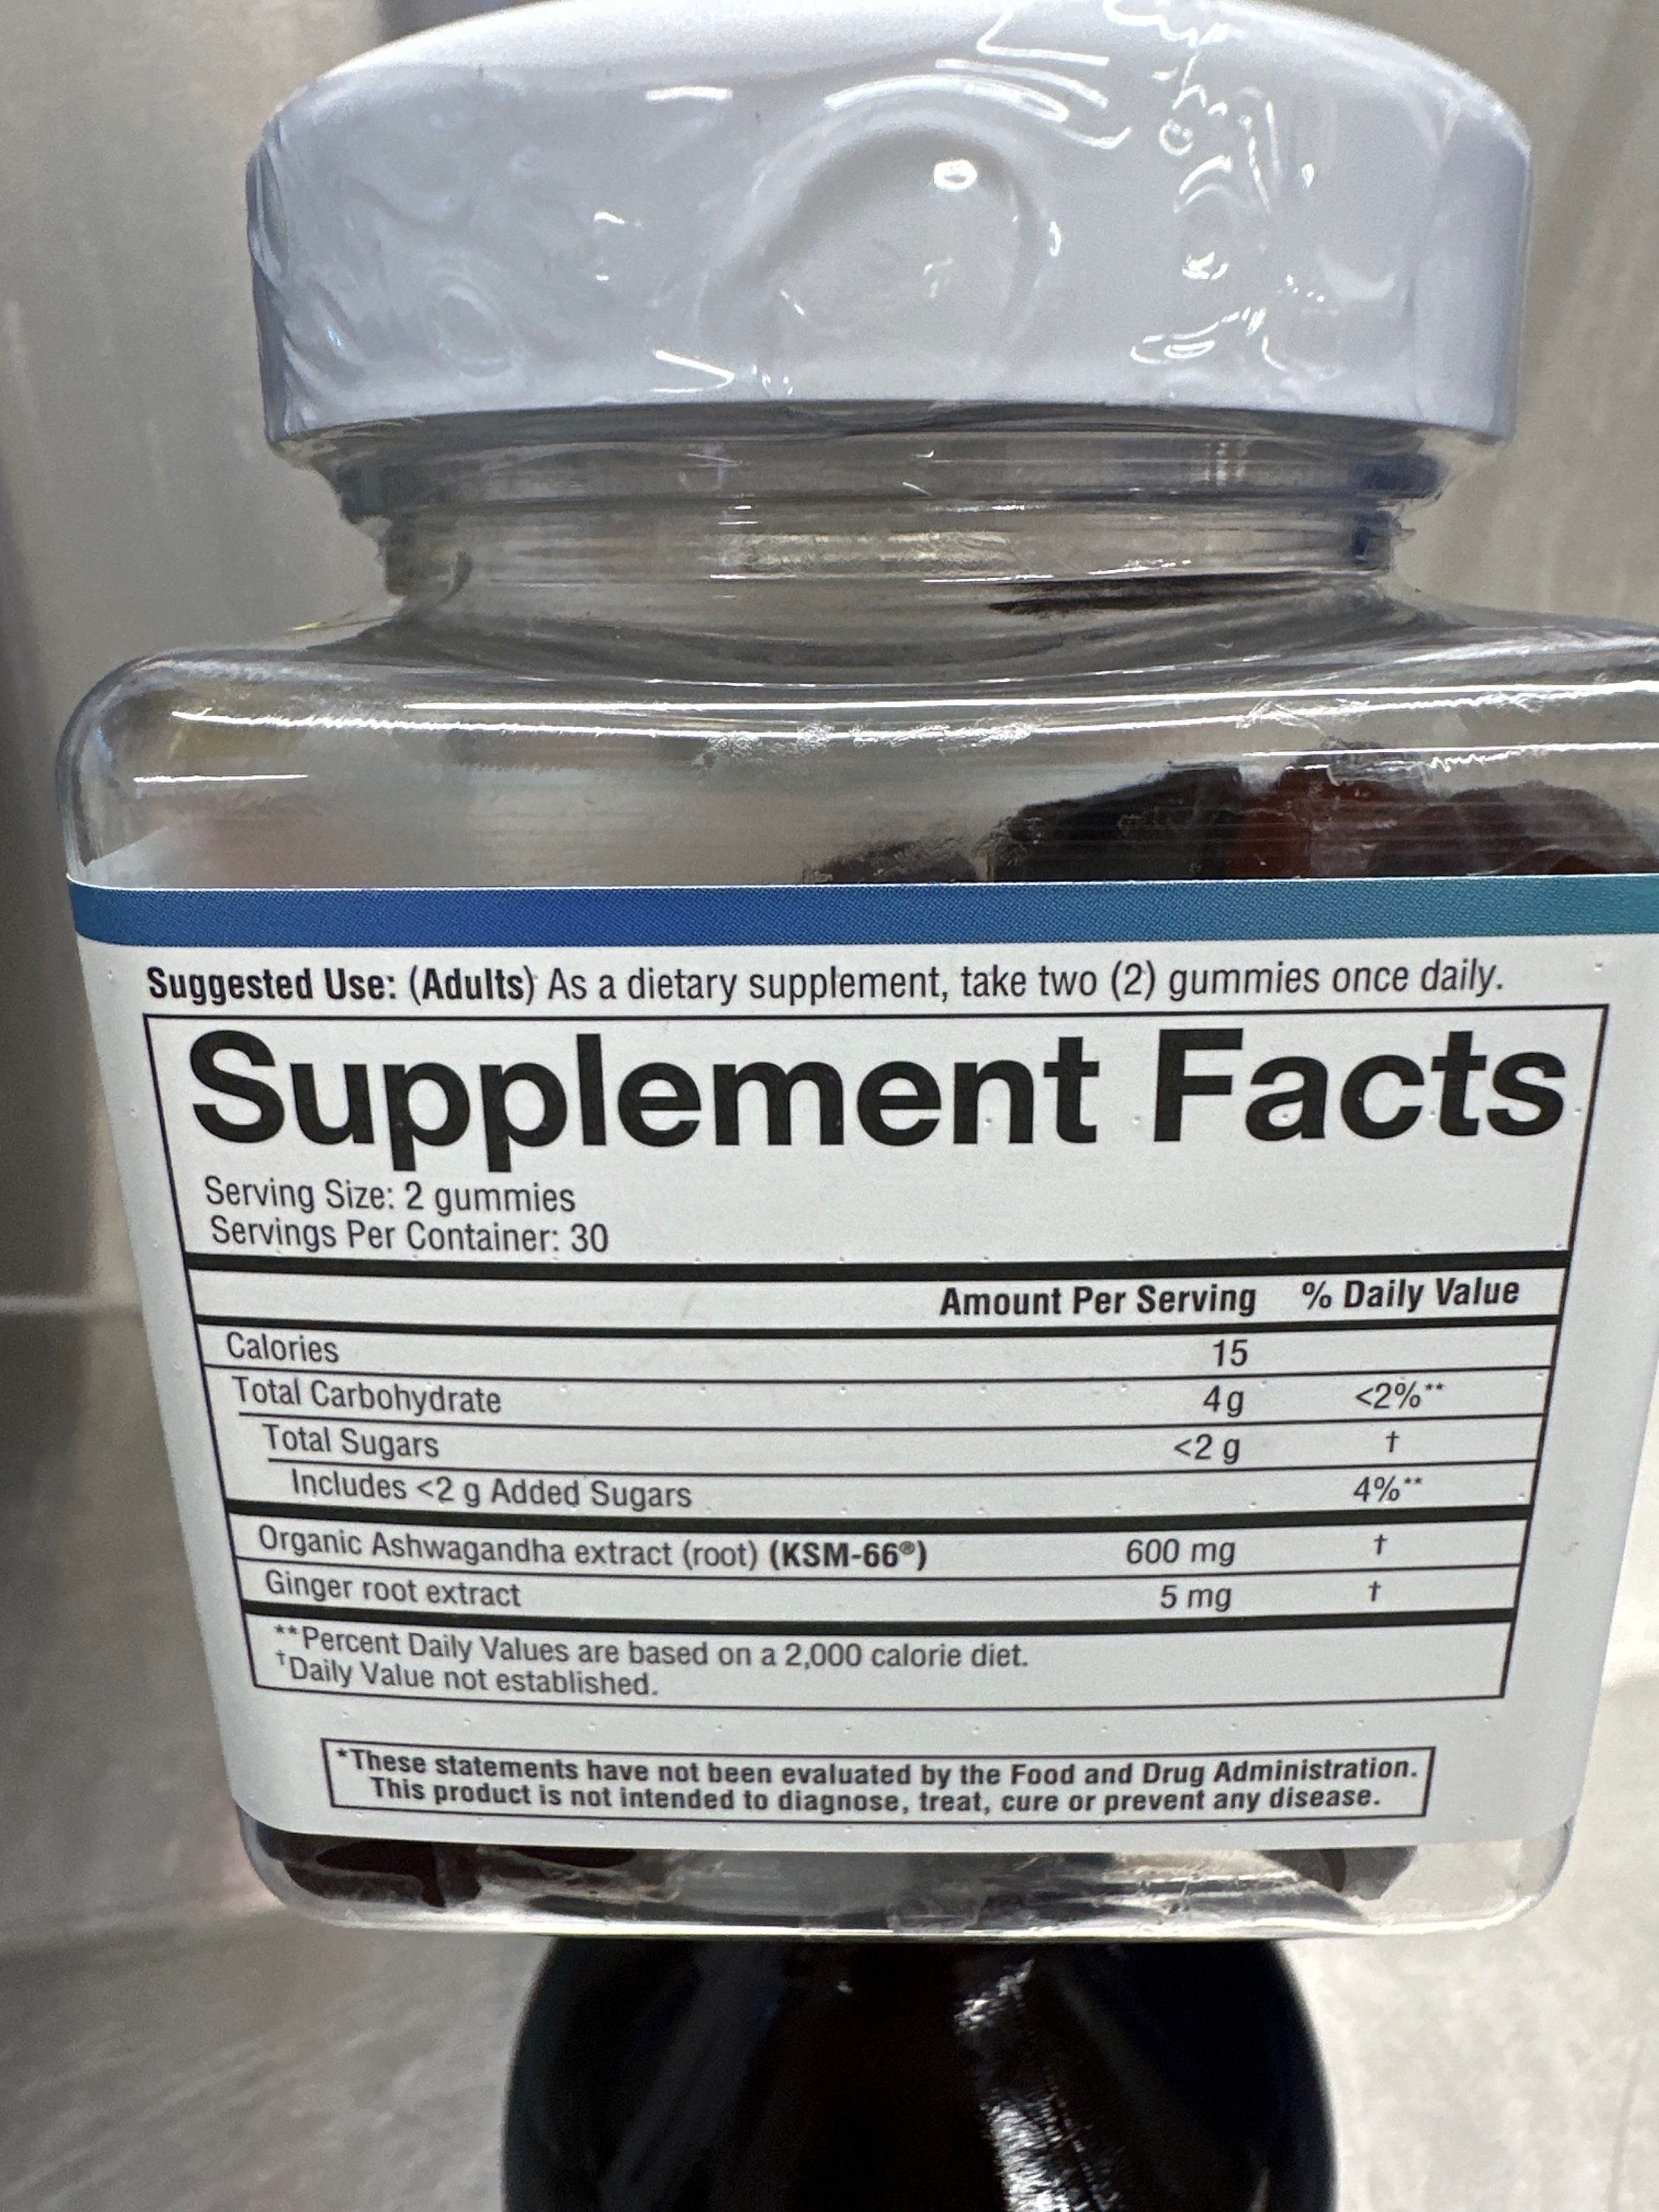 Suggested Use: (Adults) As a dietary supplement, take two (2) gummies once daily.
Supplement Facts
Serving Size: 2 gummies
Servings Per Container: 30
Amount Per Serving % Daily Value
Calories 15
Total Carbohydrate 4 g <2%**
Total Sugars <2 g †
Includes <2 g Added Sugars 4%**
Organic Ashwagandha extract (root) (KSM-66®) 600 mg †
Ginger root extract 5 mg †
**Percent Daily Values are based on a 2,000 calorie diet.
†Daily Value not established.
*These statements have not been evaluated by the Food and Drug Administration.
This product is not intended to diagnose, treat, cure or prevent any disease.